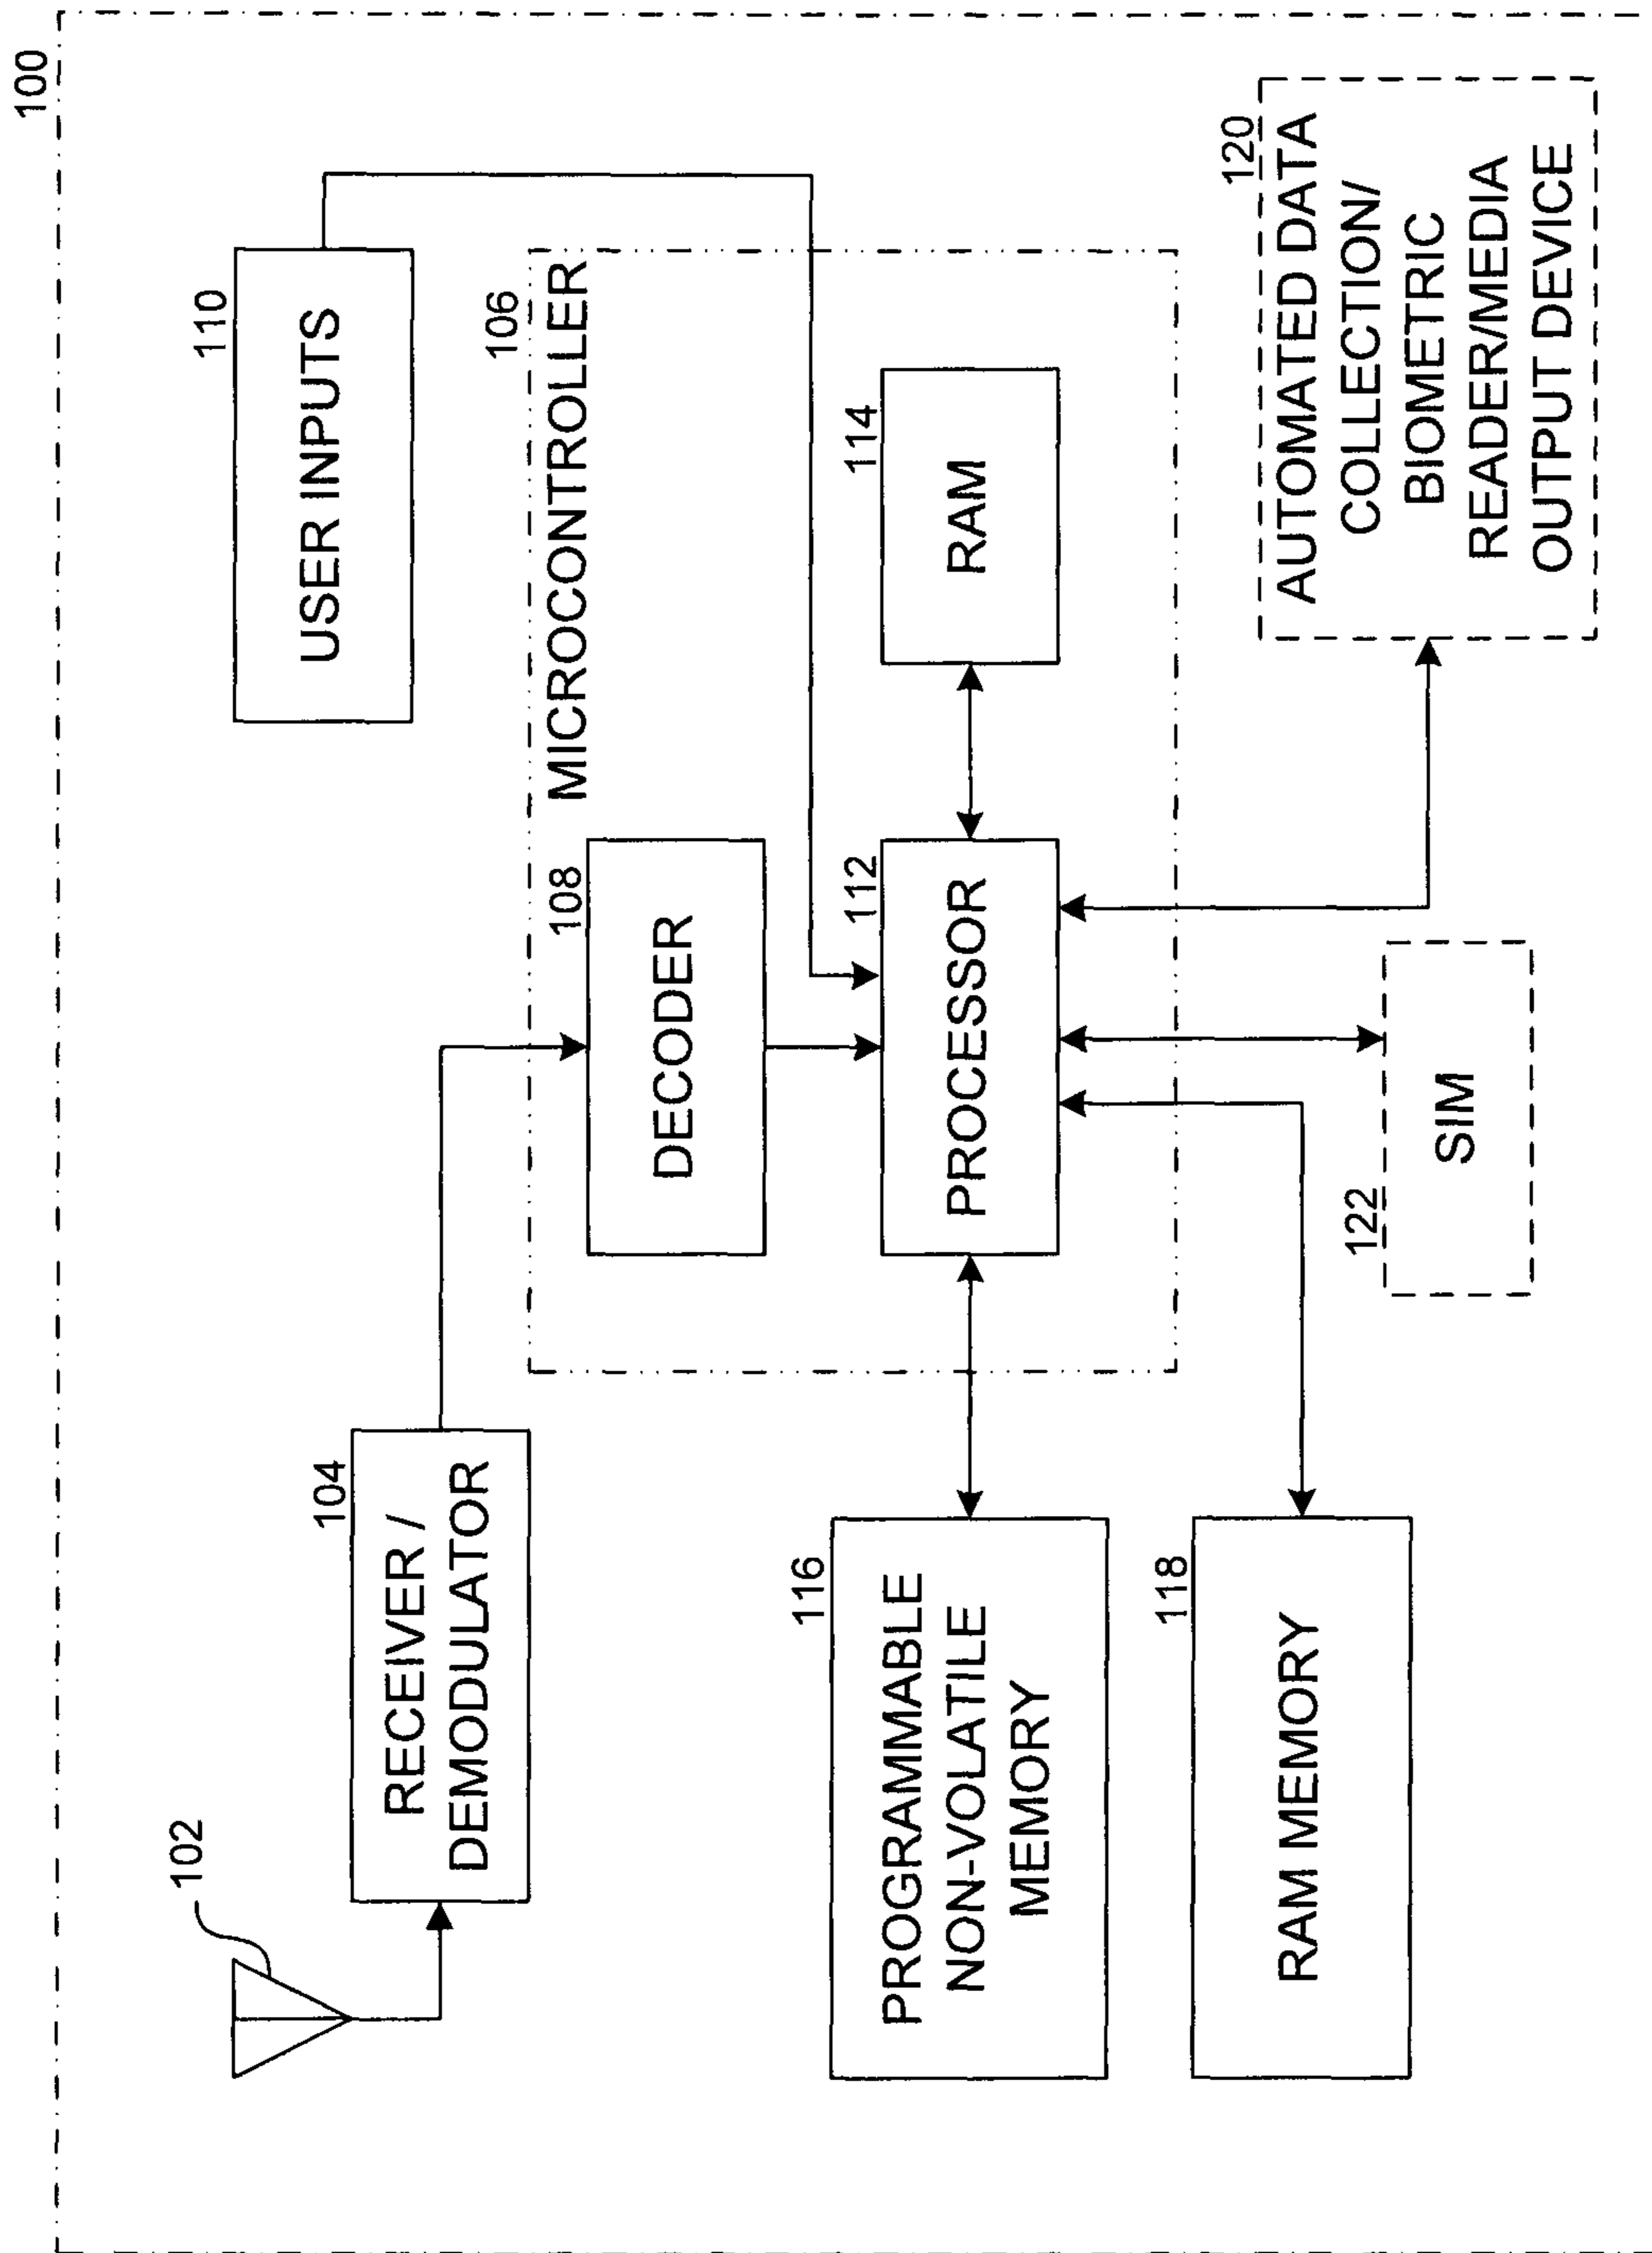 100
102
104
RECEIVER /
DEMODULATOR
110
USER INPUTS
106
MICROCONTROLLER
108
DECODER
112
PROCESSOR
114
RAM
116
PROGRAMMABLE
NON-VOLATILE
MEMORY
118
RAM MEMORY
122
SIM
120
AUTOMATED DATA
COLLECTION/
BIOMETRIC
READER/MEDIA
OUTPUT DEVICE